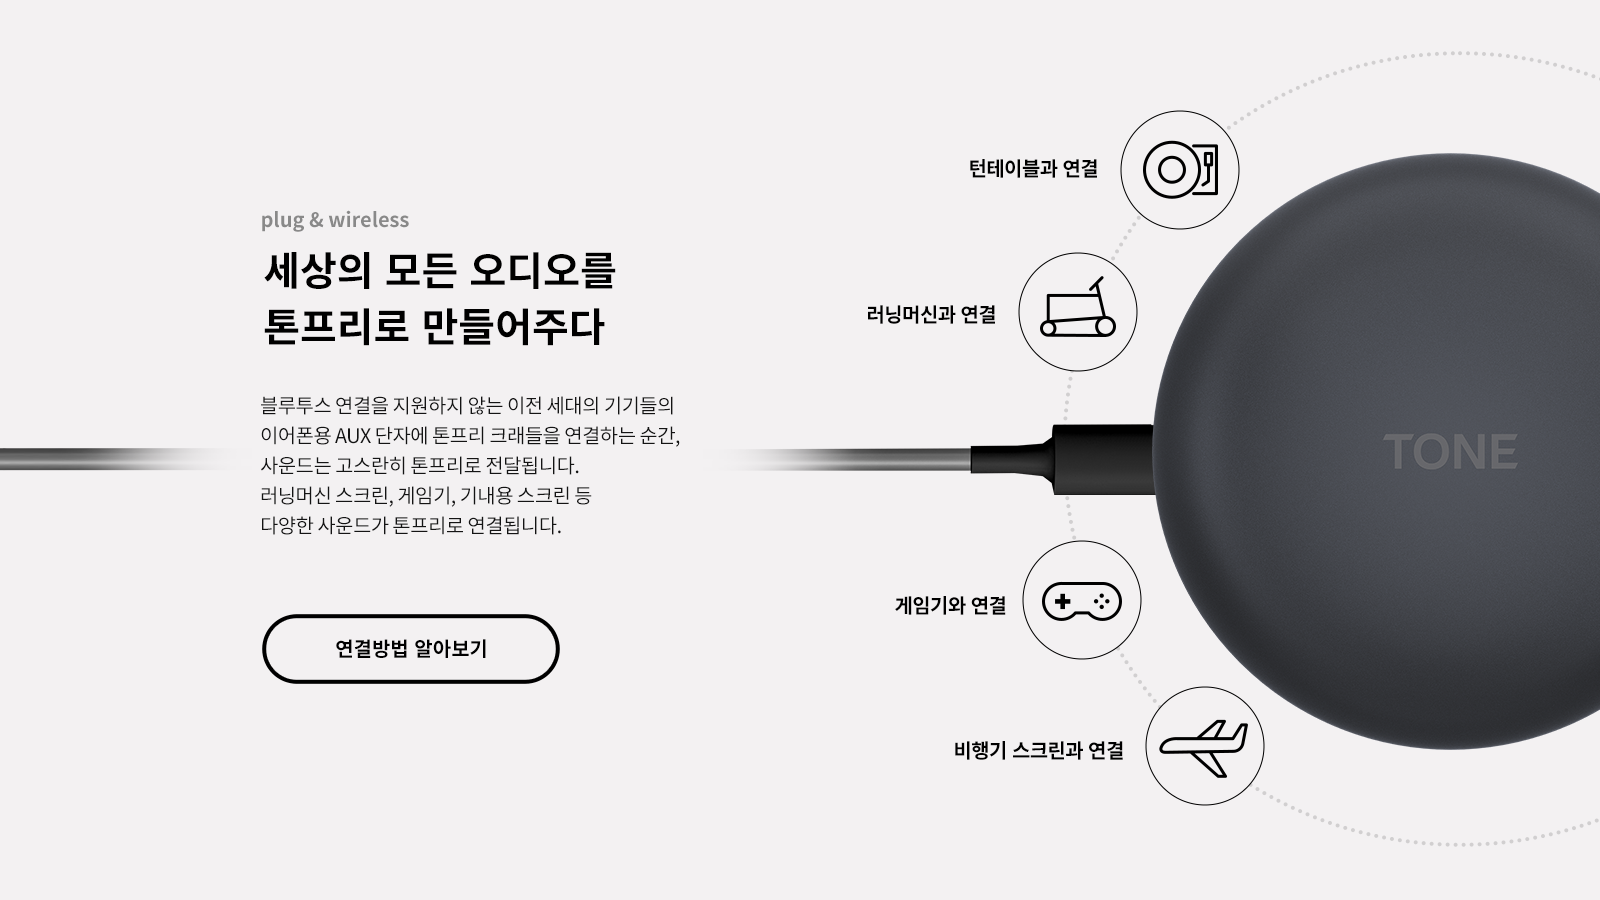 plug & wireless
세상의 모든 오디오를
톤프리로 만들어주다
블루투스 연결을 지원하지 않는 이전 세대의 기기들의
이어폰용 AUX 단자에 톤프리 크래들을 연결하는 순간,
사운드는 고스란히 톤프리로 전달됩니다.
러닝머신 스크린, 게임기, 기내용 스크린 등
다양한 사운드가 톤프리로 연결됩니다.
연결방법 알아보기
턴테이블과 연결
러닝머신과 연결
게임기와 연결
비행기 스크린과 연결
TONE